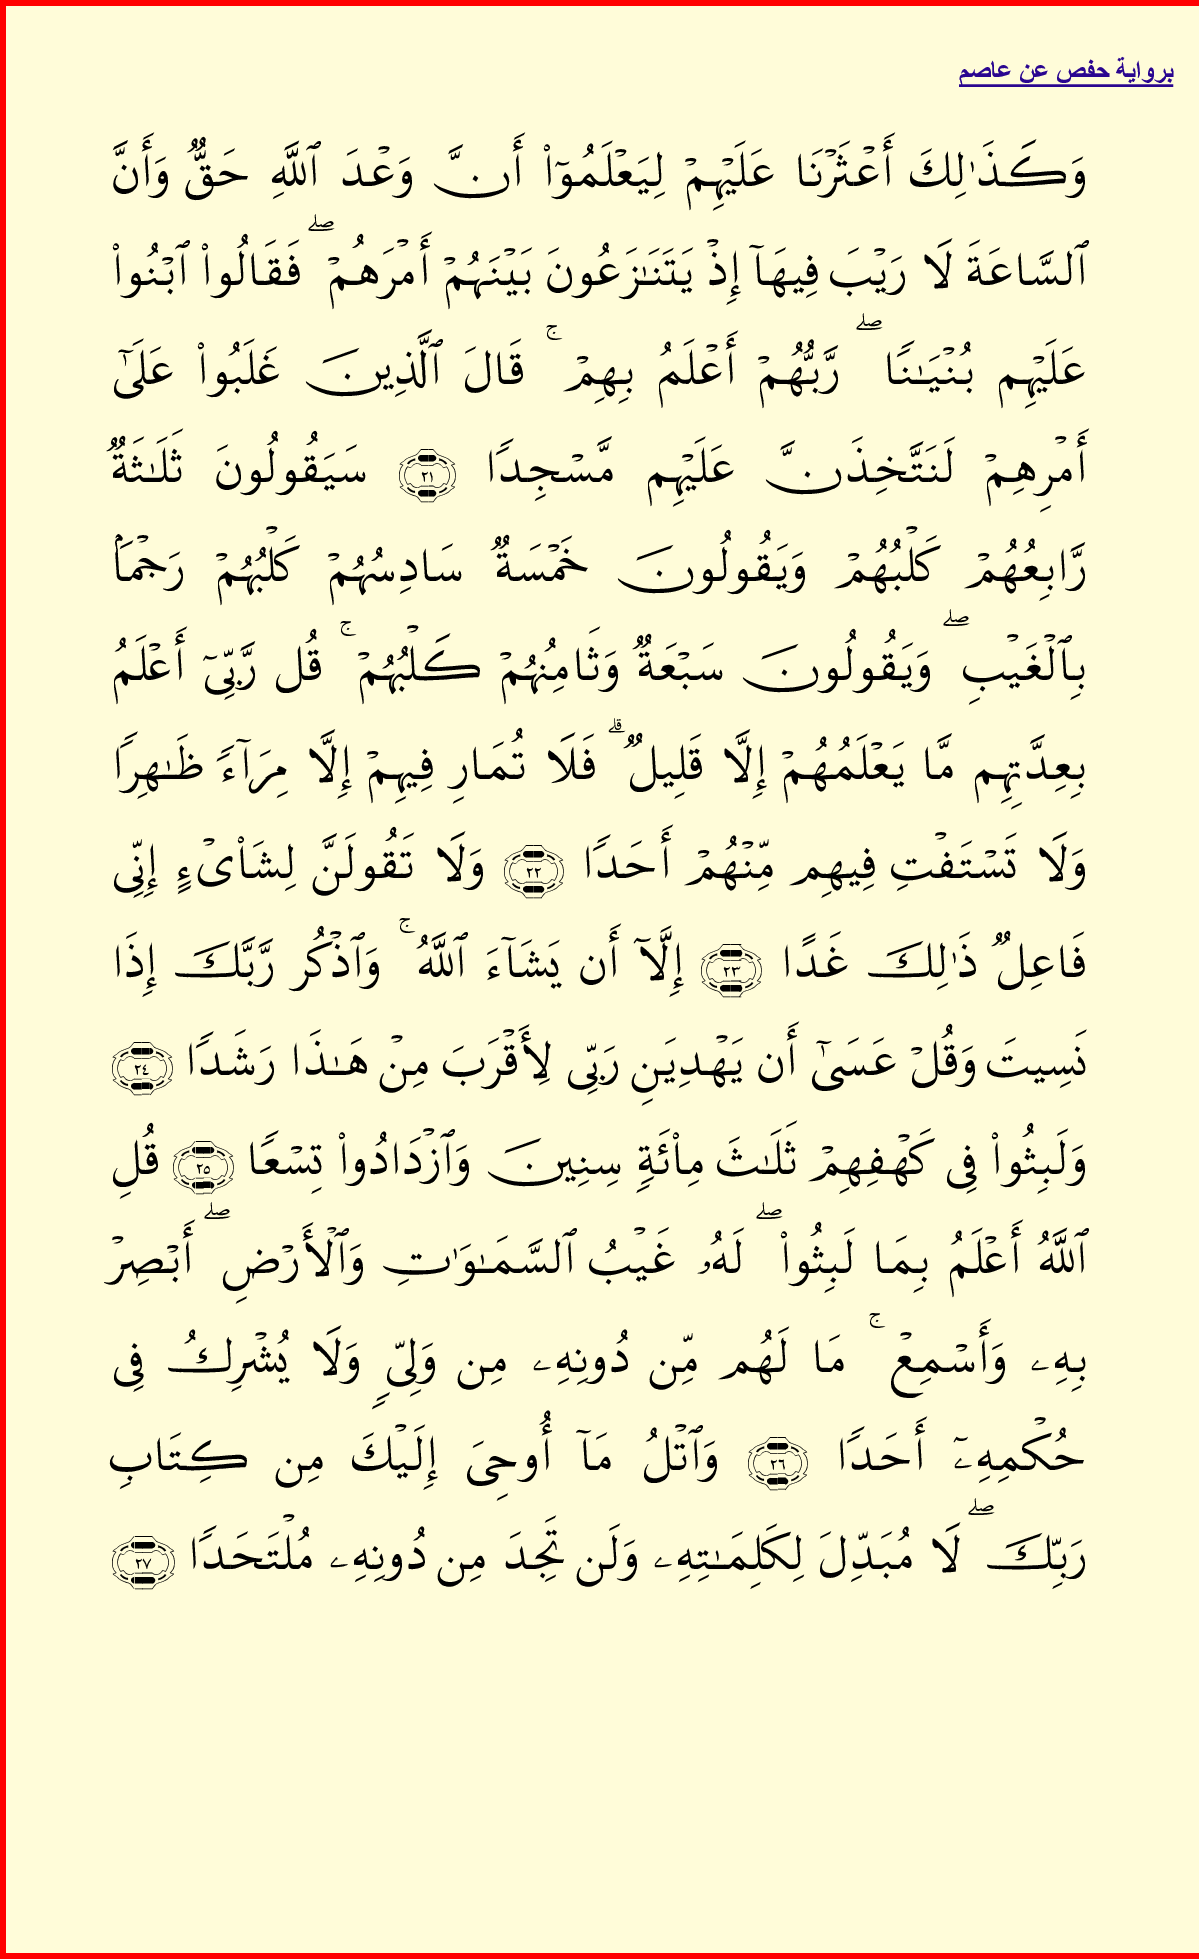 برواية حفص عن عاصم
وَكَذَٰلِكَ أَعْثَرْنَا عَلَيْهِمْ لِيَعْلَمُوٓا۟ أَنَّ وَعْدَ ٱللَّهِ حَقٌّ وَأَنَّ
ٱلسَّاعَةَ لَا رَيْبَ فِيهَآ إِذْ يَتَنَـٰزَعُونَ بَيْنَهُمْ أَمْرَهُمْ ۖ فَقَالُوا۟ ٱبْنُوا۟
عَلَيْهِم بُنْيَـٰنًا ۖ رَّبُّهُمْ أَعْلَمُ بِهِمْ ۚ قَالَ ٱلَّذِينَ غَلَبُوا۟ عَلَىٰٓ
أَمْرِهِمْ لَنَتَّخِذَنَّ عَلَيْهِم مَّسْجِدًا ٢١ سَيَقُولُونَ ثَلَـٰثَةٌ
رَّابِعُهُمْ كَلْبُهُمْ وَيَقُولُونَ خَمْسَةٌ سَادِسُهُمْ كَلْبُهُمْ رَجْمًۢا
بِٱلْغَيْبِ ۖ وَيَقُولُونَ سَبْعَةٌ وَثَامِنُهُمْ كَلْبُهُمْ ۚ قُل رَّبِّىٓ أَعْلَمُ
بِعِدَّتِهِم مَّا يَعْلَمُهُمْ إِلَّا قَلِيلٌ ۗ فَلَا تُمَارِ فِيهِمْ إِلَّا مِرَآءً ظَـٰهِرًا
وَلَا تَسْتَفْتِ فِيهِم مِّنْهُمْ أَحَدًا ٢٢ وَلَا تَقُولَنَّ لِشَا۟ىْءٍ إِنِّى
فَاعِلٌ ذَٰلِكَ غَدًا ٢٣ إِلَّآ أَن يَشَآءَ ٱللَّهُ ۚ وَٱذْكُر رَّبَّكَ إِذَا
نَسِيتَ وَقُلْ عَسَىٰٓ أَن يَهْدِيَنِ رَبِّى لِأَقْرَبَ مِنْ هَـٰذَا رَشَدًا ٢٤
وَلَبِثُوا۟ فِى كَهْفِهِمْ ثَلَـٰثَ مِا۟ئَةٍ سِنِينَ وَٱزْدَادُوا۟ تِسْعًا ٢٥ قُلِ
ٱللَّهُ أَعْلَمُ بِمَا لَبِثُوا۟ ۖ لَهُۥ غَيْبُ ٱلسَّمَـٰوَٰتِ وَٱلْأَرْضِ ۖ أَبْصِرْ
بِهِۦ وَأَسْمِعْ ۚ مَا لَهُم مِّن دُونِهِۦ مِن وَلِىٍّ وَلَا يُشْرِكُ فِى
حُكْمِهِۦٓ أَحَدًا ٢٦ وَٱتْلُ مَآ أُوحِىَ إِلَيْكَ مِن كِتَابِ
رَبِّكَ ۖ لَا مُبَدِّلَ لِكَلِمَـٰتِهِۦ وَلَن تَجِدَ مِن دُونِهِۦ مُلْتَحَدًا ٢٧